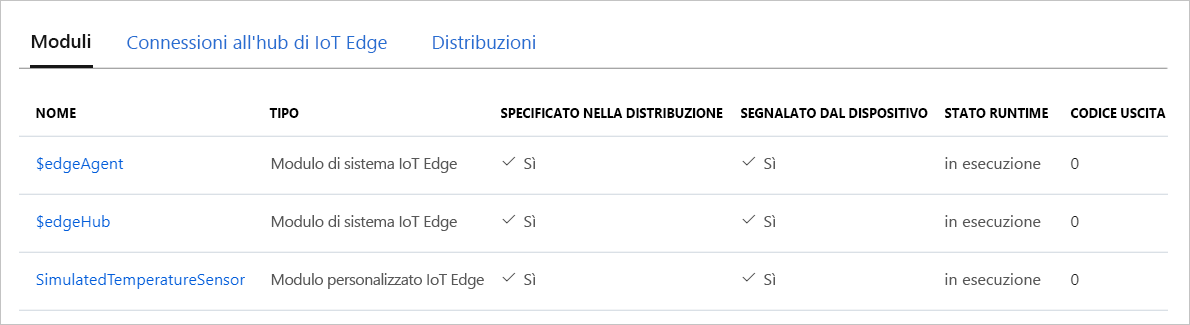 Moduli Connessioni all'hub di IoT Edge Distribuzioni
NOME TIPO SPECIFICATO NELLA DISTRIBUZIONE SEGNALATO DAL DISPOSITIVO STATO RUNTIME CODICE USCITA
$edgeAgent Modulo di sistema IoT Edge Sì Sì in esecuzione 0
$edgeHub Modulo di sistema IoT Edge Sì Sì in esecuzione 0
SimulatedTemperatureSensor Modulo personalizzato IoT Edge Sì Sì in esecuzione 0